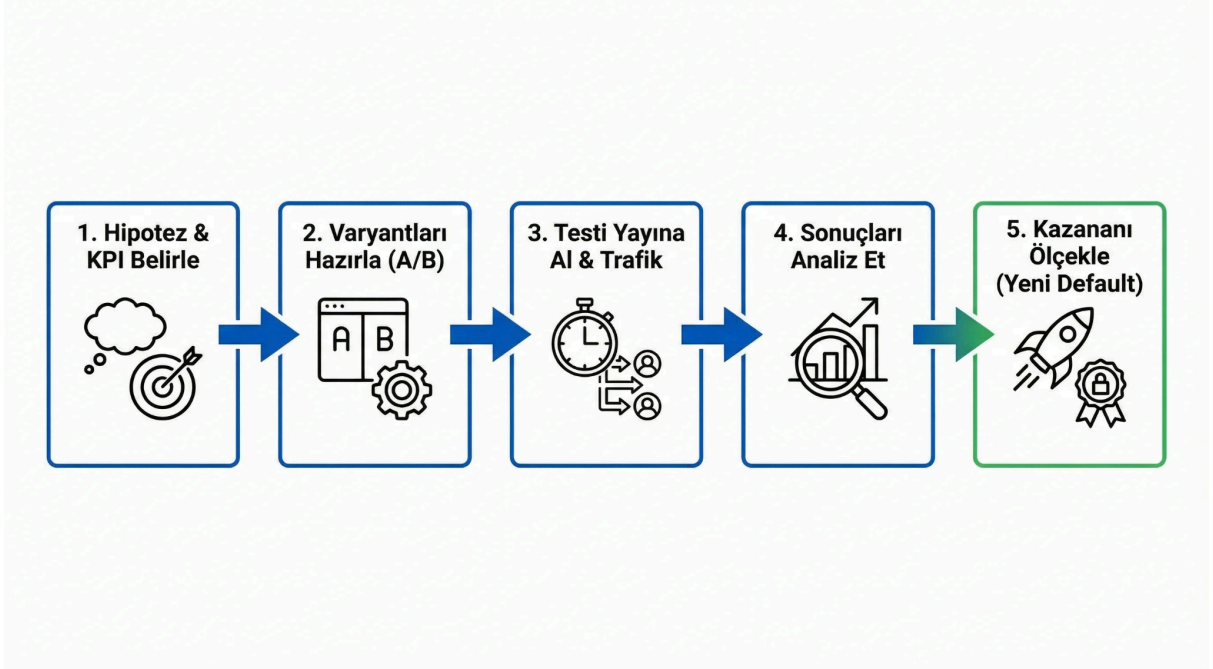 1. Hipotez &
KPI Belirle
2. Varyantları
Hazırla (A/B)
A B
3. Testi Yayına
Al & Trafik
4. Sonuçları
Analiz Et
5. Kazananı
Ölçekle
(Yeni Default)